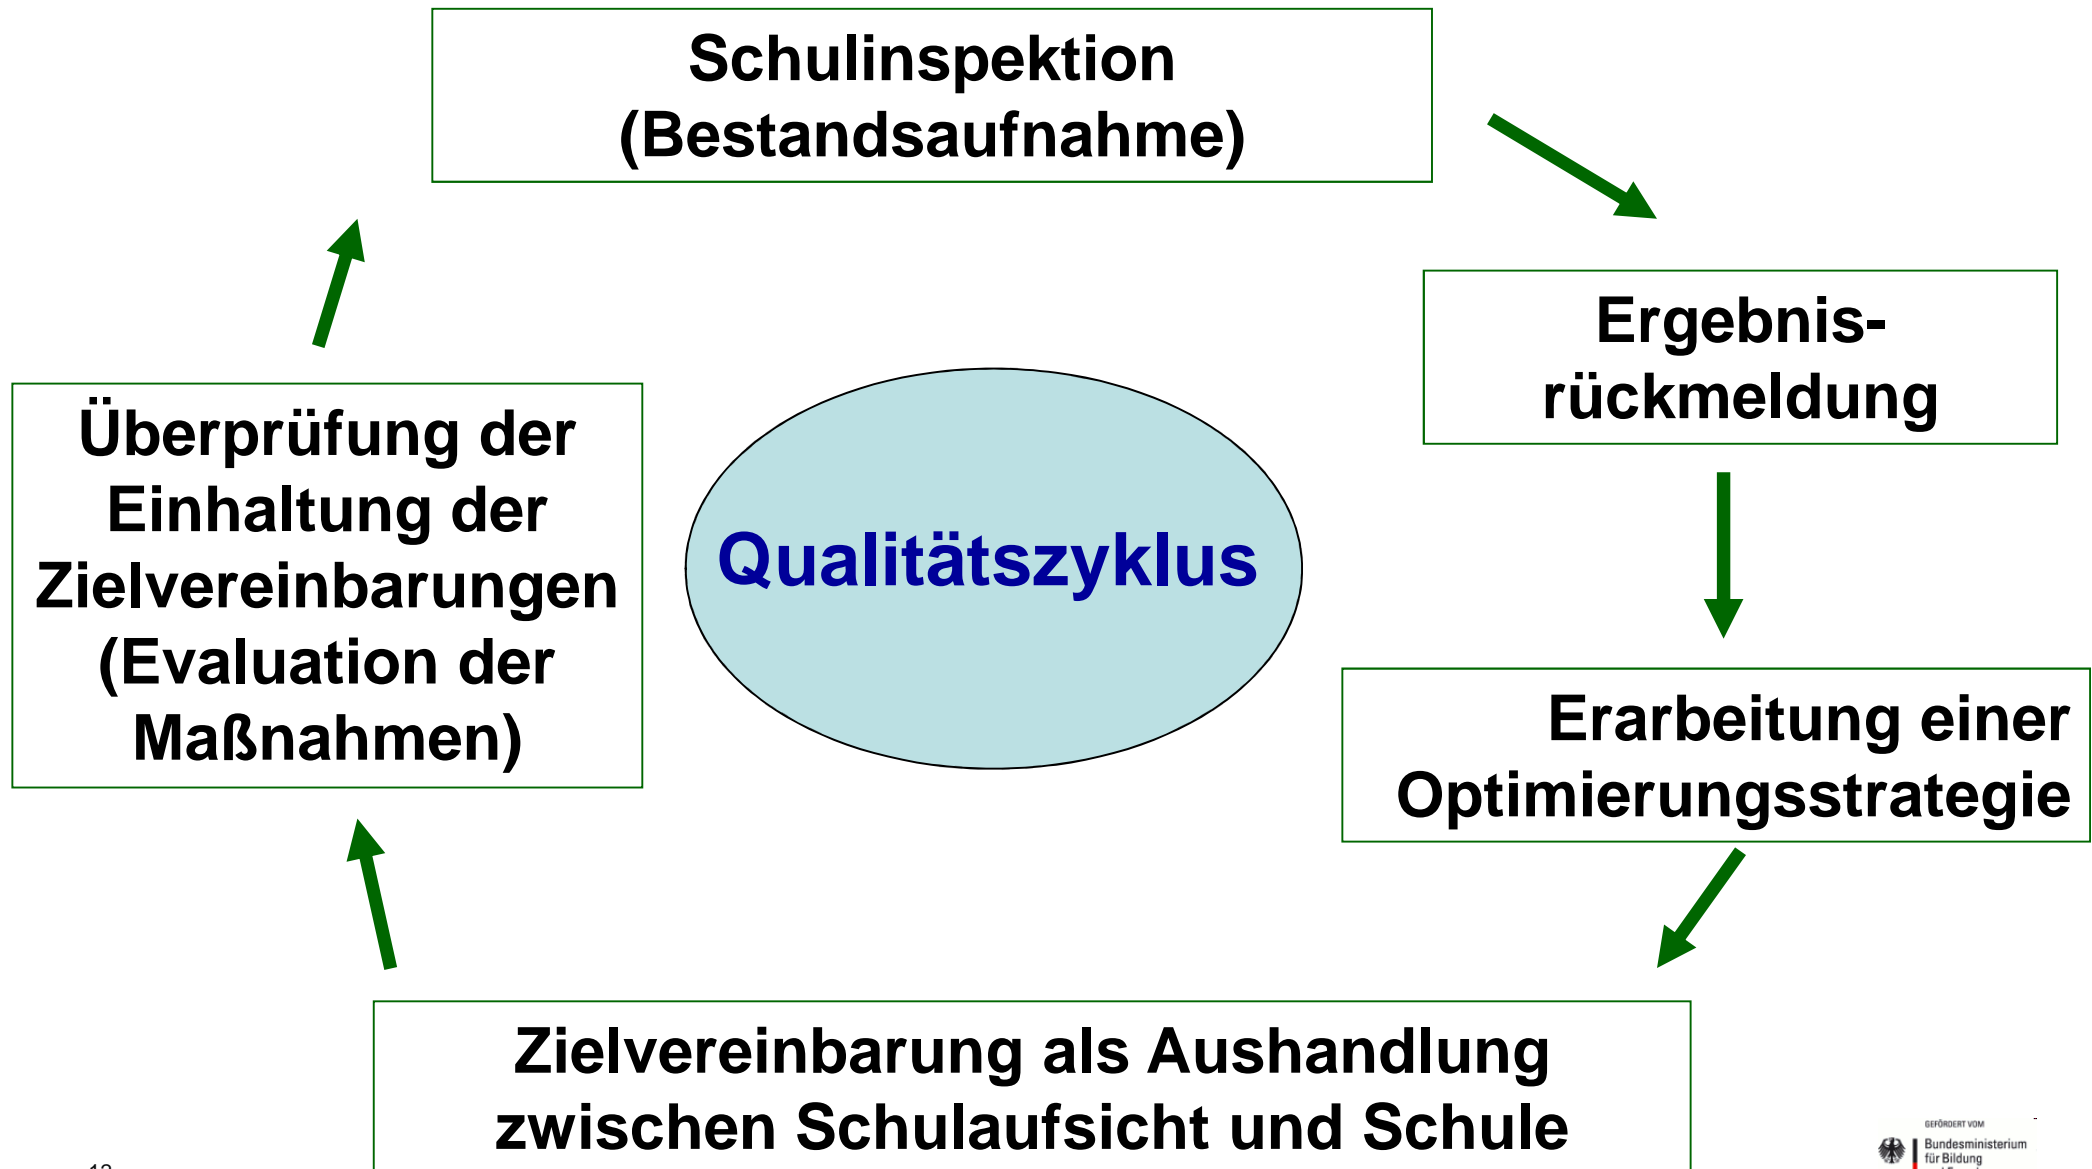 Schulinspektion
(Bestandsaufnahme)
Ergebnis-
rückmeldung
Überprüfung der
Einhaltung der
Zielvereinbarungen
(Evaluation der
Maßnahmen)
Qualitätszyklus
Erarbeitung einer
Optimierungsstrategie
Zielvereinbarung als Aushandlung
zwischen Schulaufsicht und Schule
GEFÖRDERT VOM
Bundesministerium
für Bildung